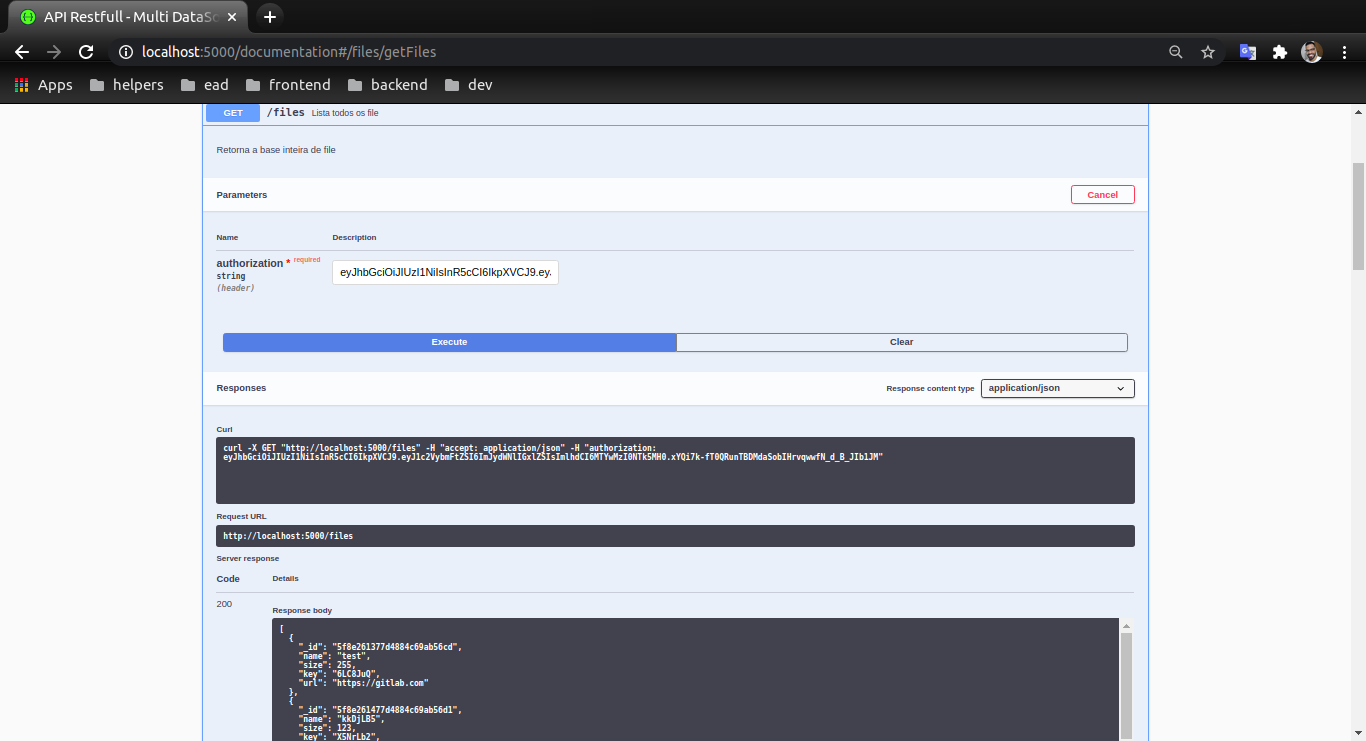 API Restfull - Multi DataSo
localhost:5000/documentation#/files/getFiles
Apps helpers ead frontend backend dev
GET /files Lista todos os file
Retorna a base inteira de file
Parameters Cancel
Name Description
authorization * required
string
(header)
eyJhbGciOiJIUzI1NiIsInR5cCI6IkpXVCJ9.ey.
Execute Clear
Responses Response content type application/json
Curl
curl -X GET "http://localhost:5000/files" -H "accept: application/json" -H "authorization:
eyJhbGciOiJIUzI1NiIsInR5cCI6IkpXVCJ9.eyJ1c2VybmFtZSI6ImJydWNlIGxlZSIsImlhdCI6MTYwMzI0NTk5MH0.xYQi7k-fT0QRunTBDMdaSobIHrvqwwfN_d_B_JIb1JM"
Request URL
http://localhost:5000/files
Server response
Code Details
200
Response body
[
{
"_id": "5f8e261377d4884c69ab56cd",
"name": "test",
"size": 255,
"key": "6LC8JuQ",
"url": "https://gitlab.com"
},
{
"_id": "5f8e261477d4884c69ab56d1",
"name": "kkDjLB5",
"size": 123,
"key": "X5NrLb2",